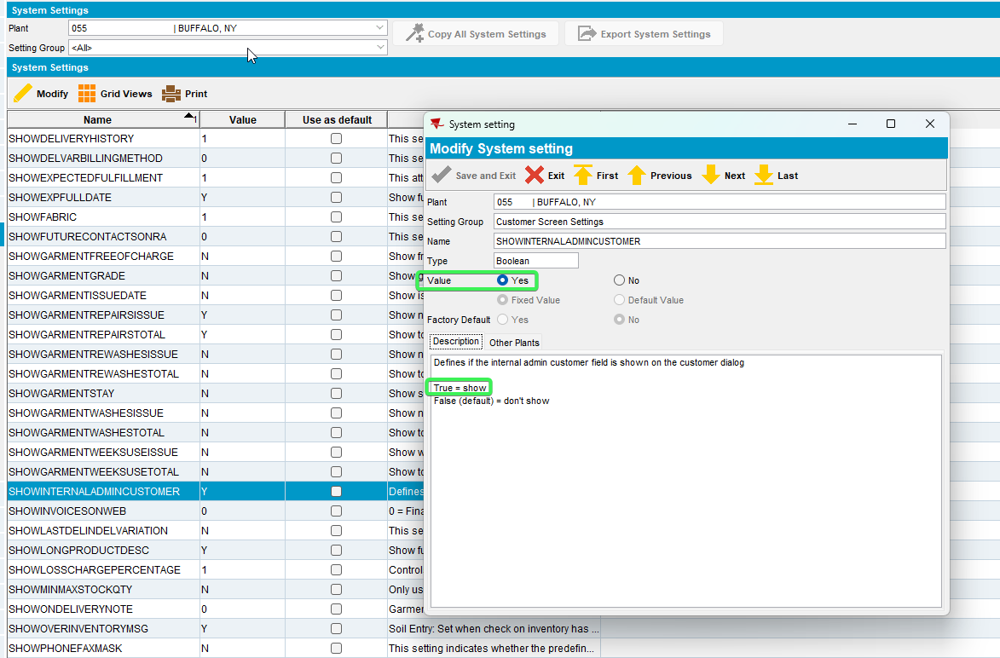 System Settings
Plant 055 | BUFFALO, NY
Copy All System Settings
Export System Settings
Setting Group <All>
System Settings
Modify Grid Views Print
Name 1 Value Use as default
SHOWDELIVERYHISTORY 1 This se
SHOWDELVARBILLINGMETHOD 0 This se
SHOWEXPECTEDFULFILLMENT 1 This att
SHOWEXPFULLDATE Y Show fu
SHOWFABRIC 1 This se
SHOWFUTURECONTACTSONRA 0 This se
SHOWGARMENTFREEOFCHARGE N Show fr
SHOWGARMENTGRADE N Show g
SHOWGARMENTISSUEDATE N Show is
SHOWGARMENTREPAIRSISSUE Y Show n
SHOWGARMENTREPAIRSTOTAL Y Show to
SHOWGARMENTREWASHESISSUE N Show n
SHOWGARMENTREWASHESTOTAL N Show to
SHOWGARMENTSTAY N Show s
SHOWGARMENTWASHESISSUE N Show n
SHOWGARMENTWASHESTOTAL N Show to
SHOWGARMENTWEEKSUSEISSUE N Show w
SHOWGARMENTWEEKSUSETOTAL N Show to
SHOWINTERNALADMINCUSTOMER Y Defines
SHOWINVOICESONWEB 0 0 = Fina
SHOWLASTDELINDELVARIATION N This se
SHOWLONGPRODUCTDESC Y Show fu
SHOWLOSSCHARGEPERCENTAGE 1 Control
SHOWMINMAXSTOCKQTY N Only us
SHOWONDELIVERYNOTE 0 Garmen
SHOWOVERINVENTORYMSG Y Soil Entry: Set when check on inventory has ...
SHOWPHONEFAXMASK N This setting indicates whether the predefin...
System setting
Modify System setting
Save and Exit Exit First Previous Next Last
Plant 055 | BUFFALO, NY
Setting Group Customer Screen Settings
Name SHOWINTERNALADMINCUSTOMER
Type Boolean
Value Yes No
Fixed Value Default Value
Factory Default Yes No
Description Other Plants
Defines if the internal admin customer field is shown on the customer dialog
True = show
False (default) = don't show